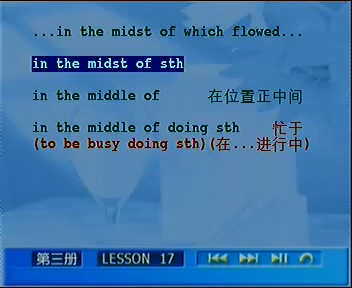 ...in the midst of which flowed...
in the midst of sth
in the middle of 在位置正中间
in the middle of doing sth 忙于
(to be busy doing sth)(在...进行中)
第三册 LESSON 17